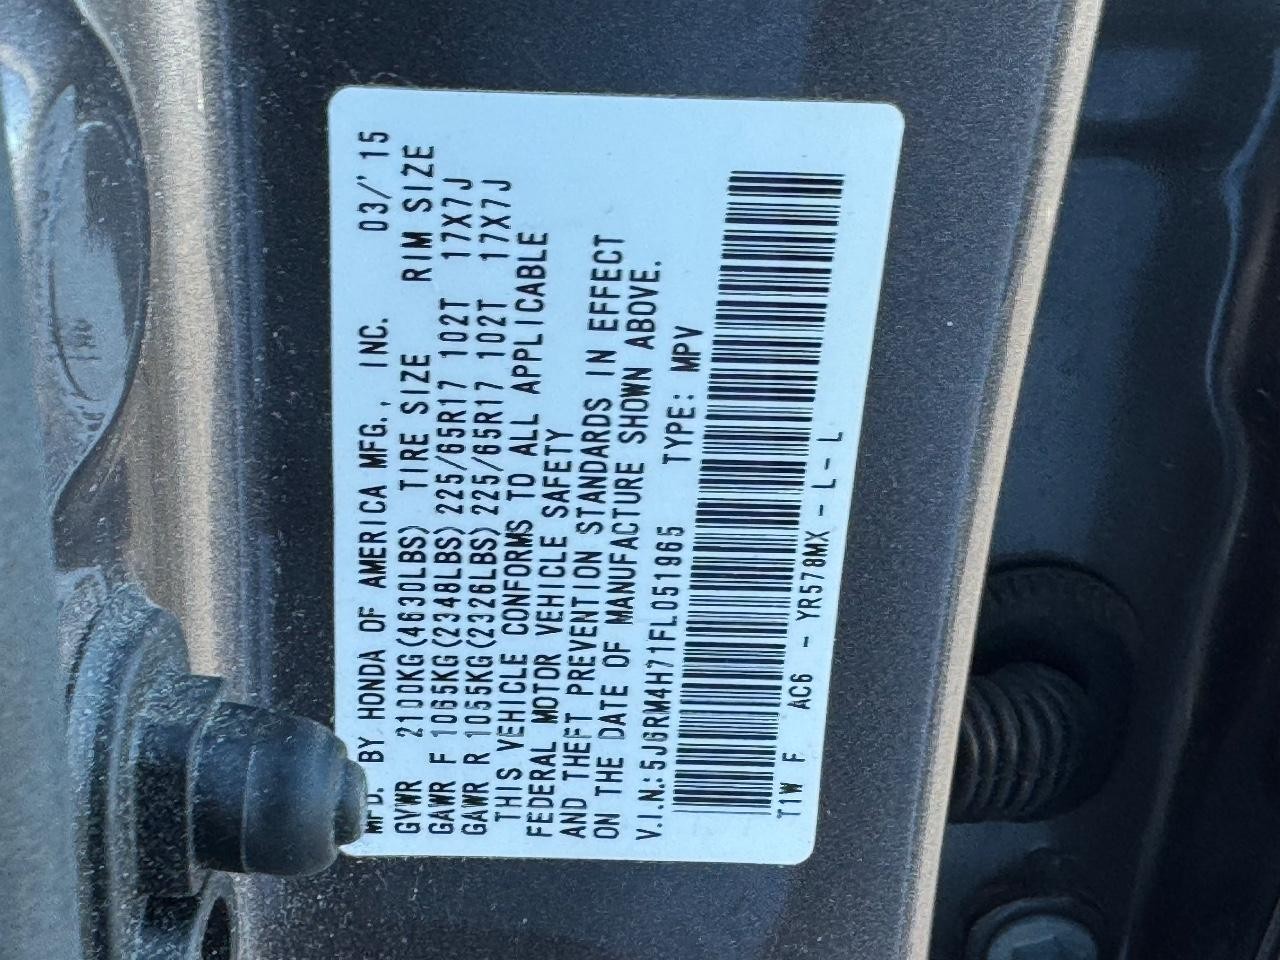 MFD. BY HONDA OF AMERICA MFG., INC. 03/'15
GVWR 2100KG(4630LBS) TIRE SIZE RIM SIZE
GAWR F 1065KG(2348LBS) 225/65R17 102T 17X7J
GAWR R 1055KG(2326LBS) 225/65R17 102T 17X7J
THIS VEHICLE CONFORMS TO ALL APPLICABLE
FEDERAL MOTOR VEHICLE SAFETY
AND THEFT PREVENTION STANDARDS IN EFFECT
ON THE DATE OF MANUFACTURE SHOWN ABOVE.
V.I.N.: 5J6RM4H71FL051965 TYPE: MPV
T1W F AC6 - YR578MX - L - L